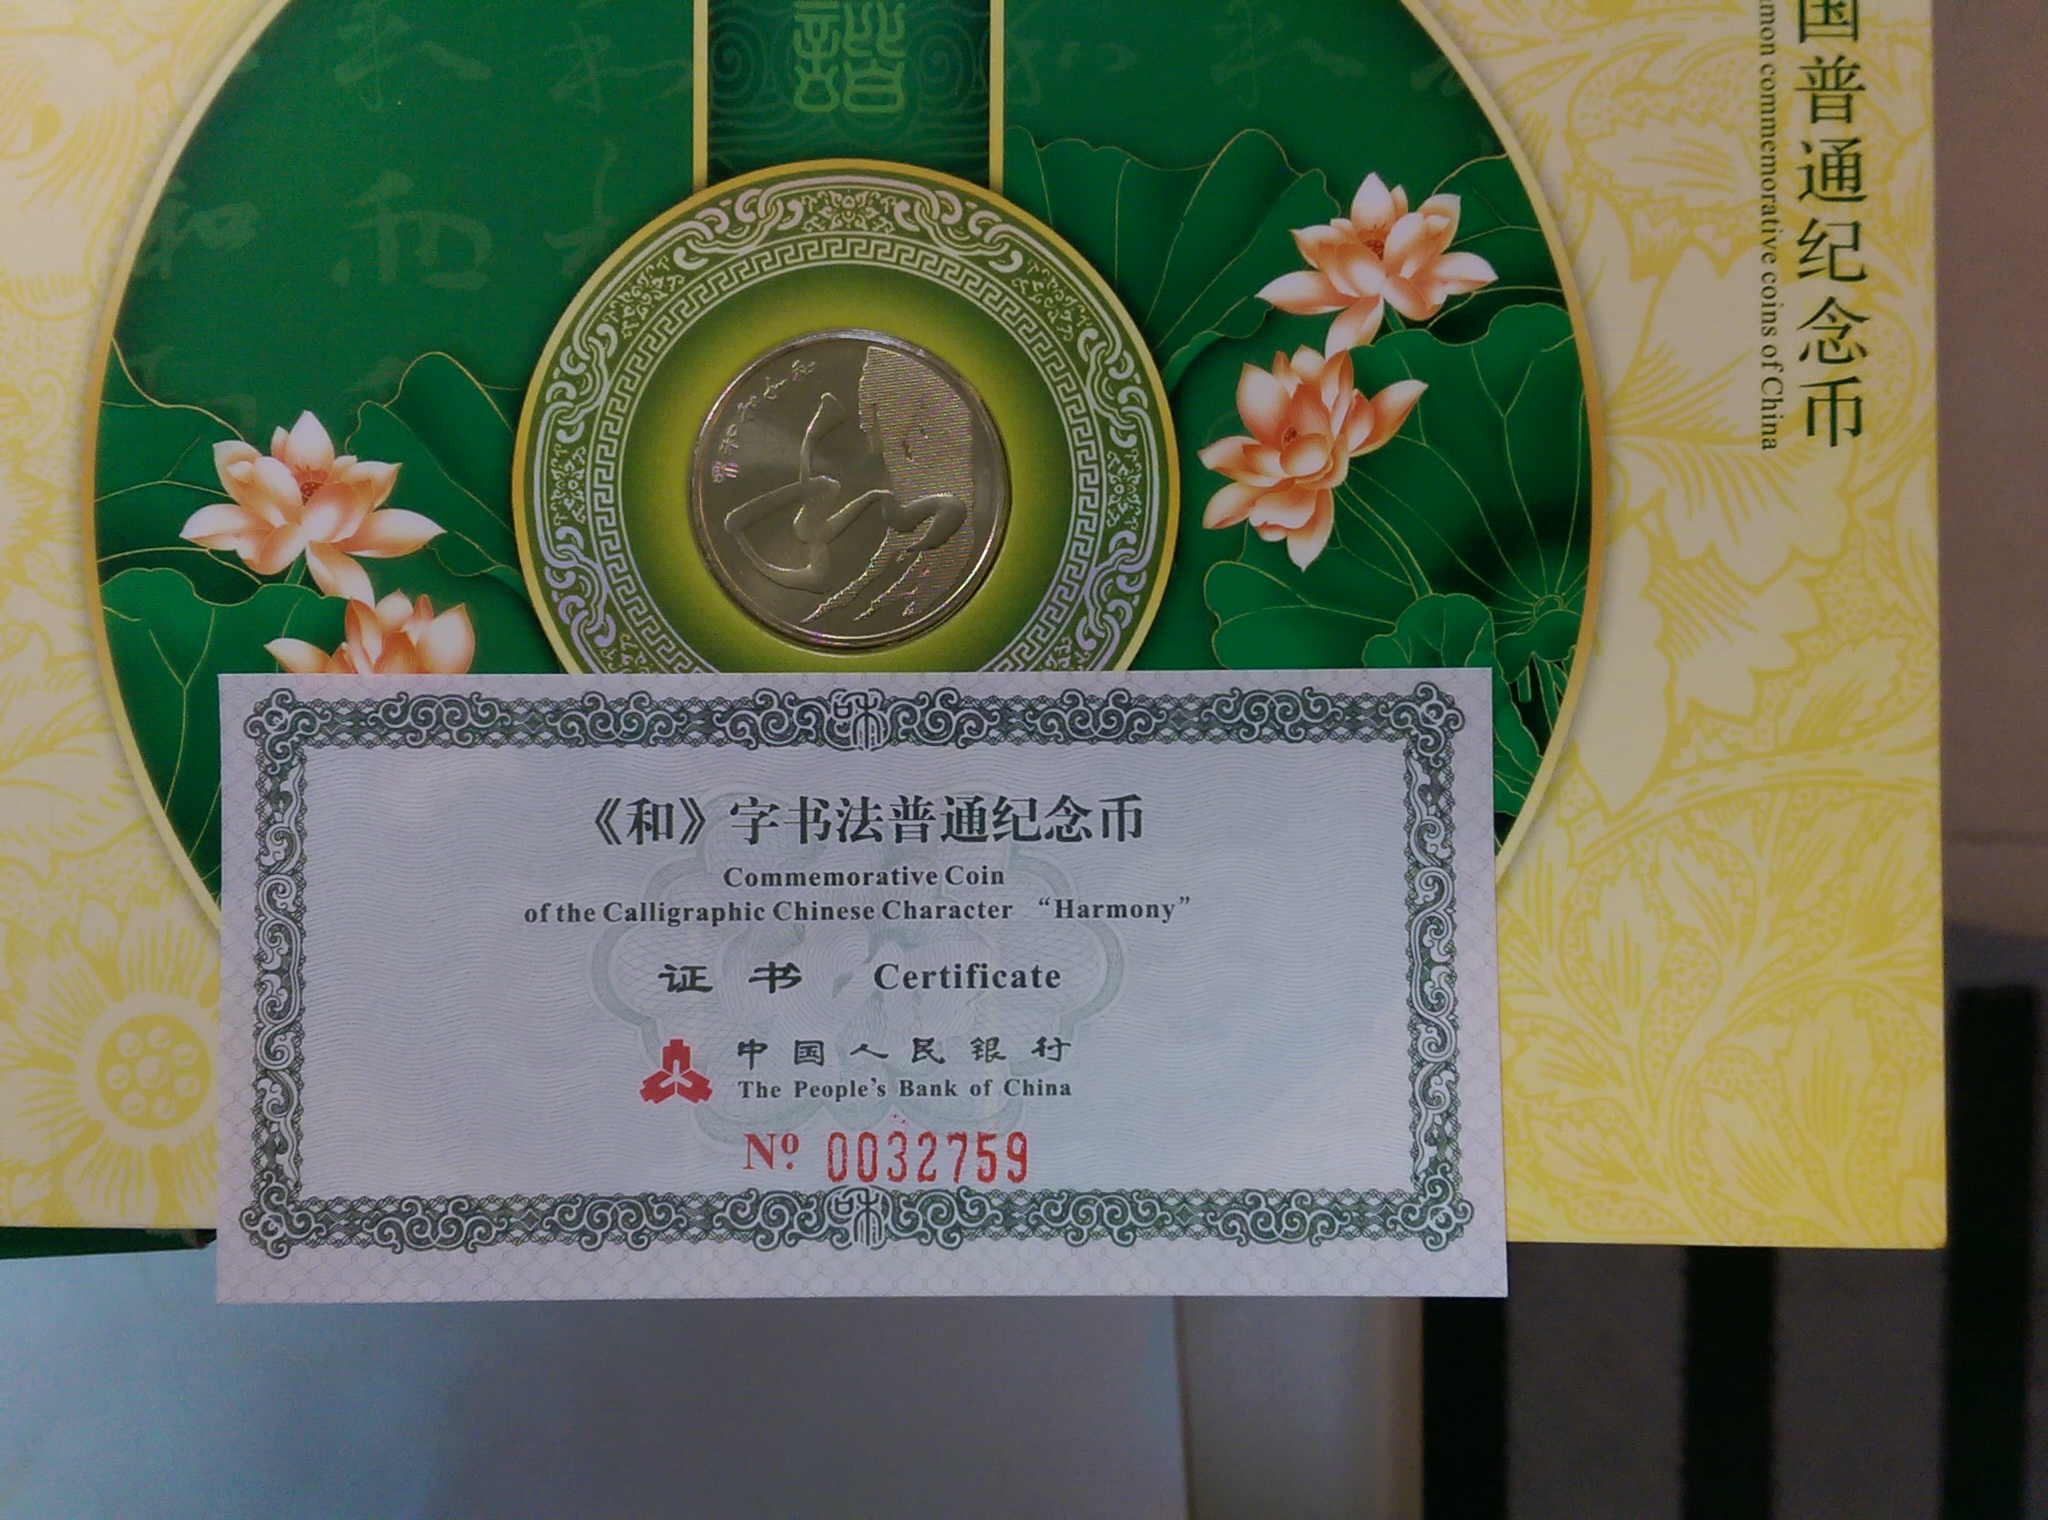 諧
国普通纪念币
mon commemorative coins of China
《和》字书法普通纪念币
Commemorative Coin
of the Calligraphic Chinese Character “Harmony”
证书 Certificate
中国人民银行
The People's Bank of China
Nº 0032759